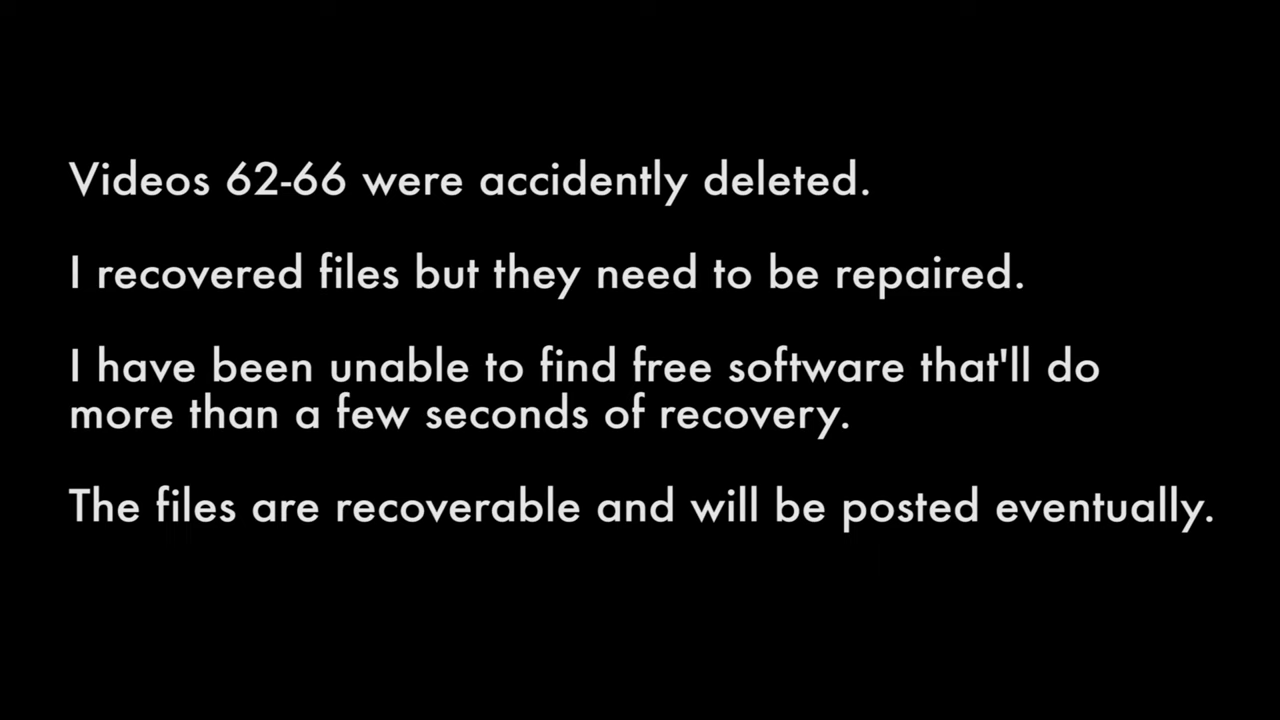 Videos 62-66 were accidently deleted.
I recovered files but they need to be repaired.
I have been unable to find free software that'll do
more than a few seconds of recovery.
The files are recoverable and will be posted eventually.